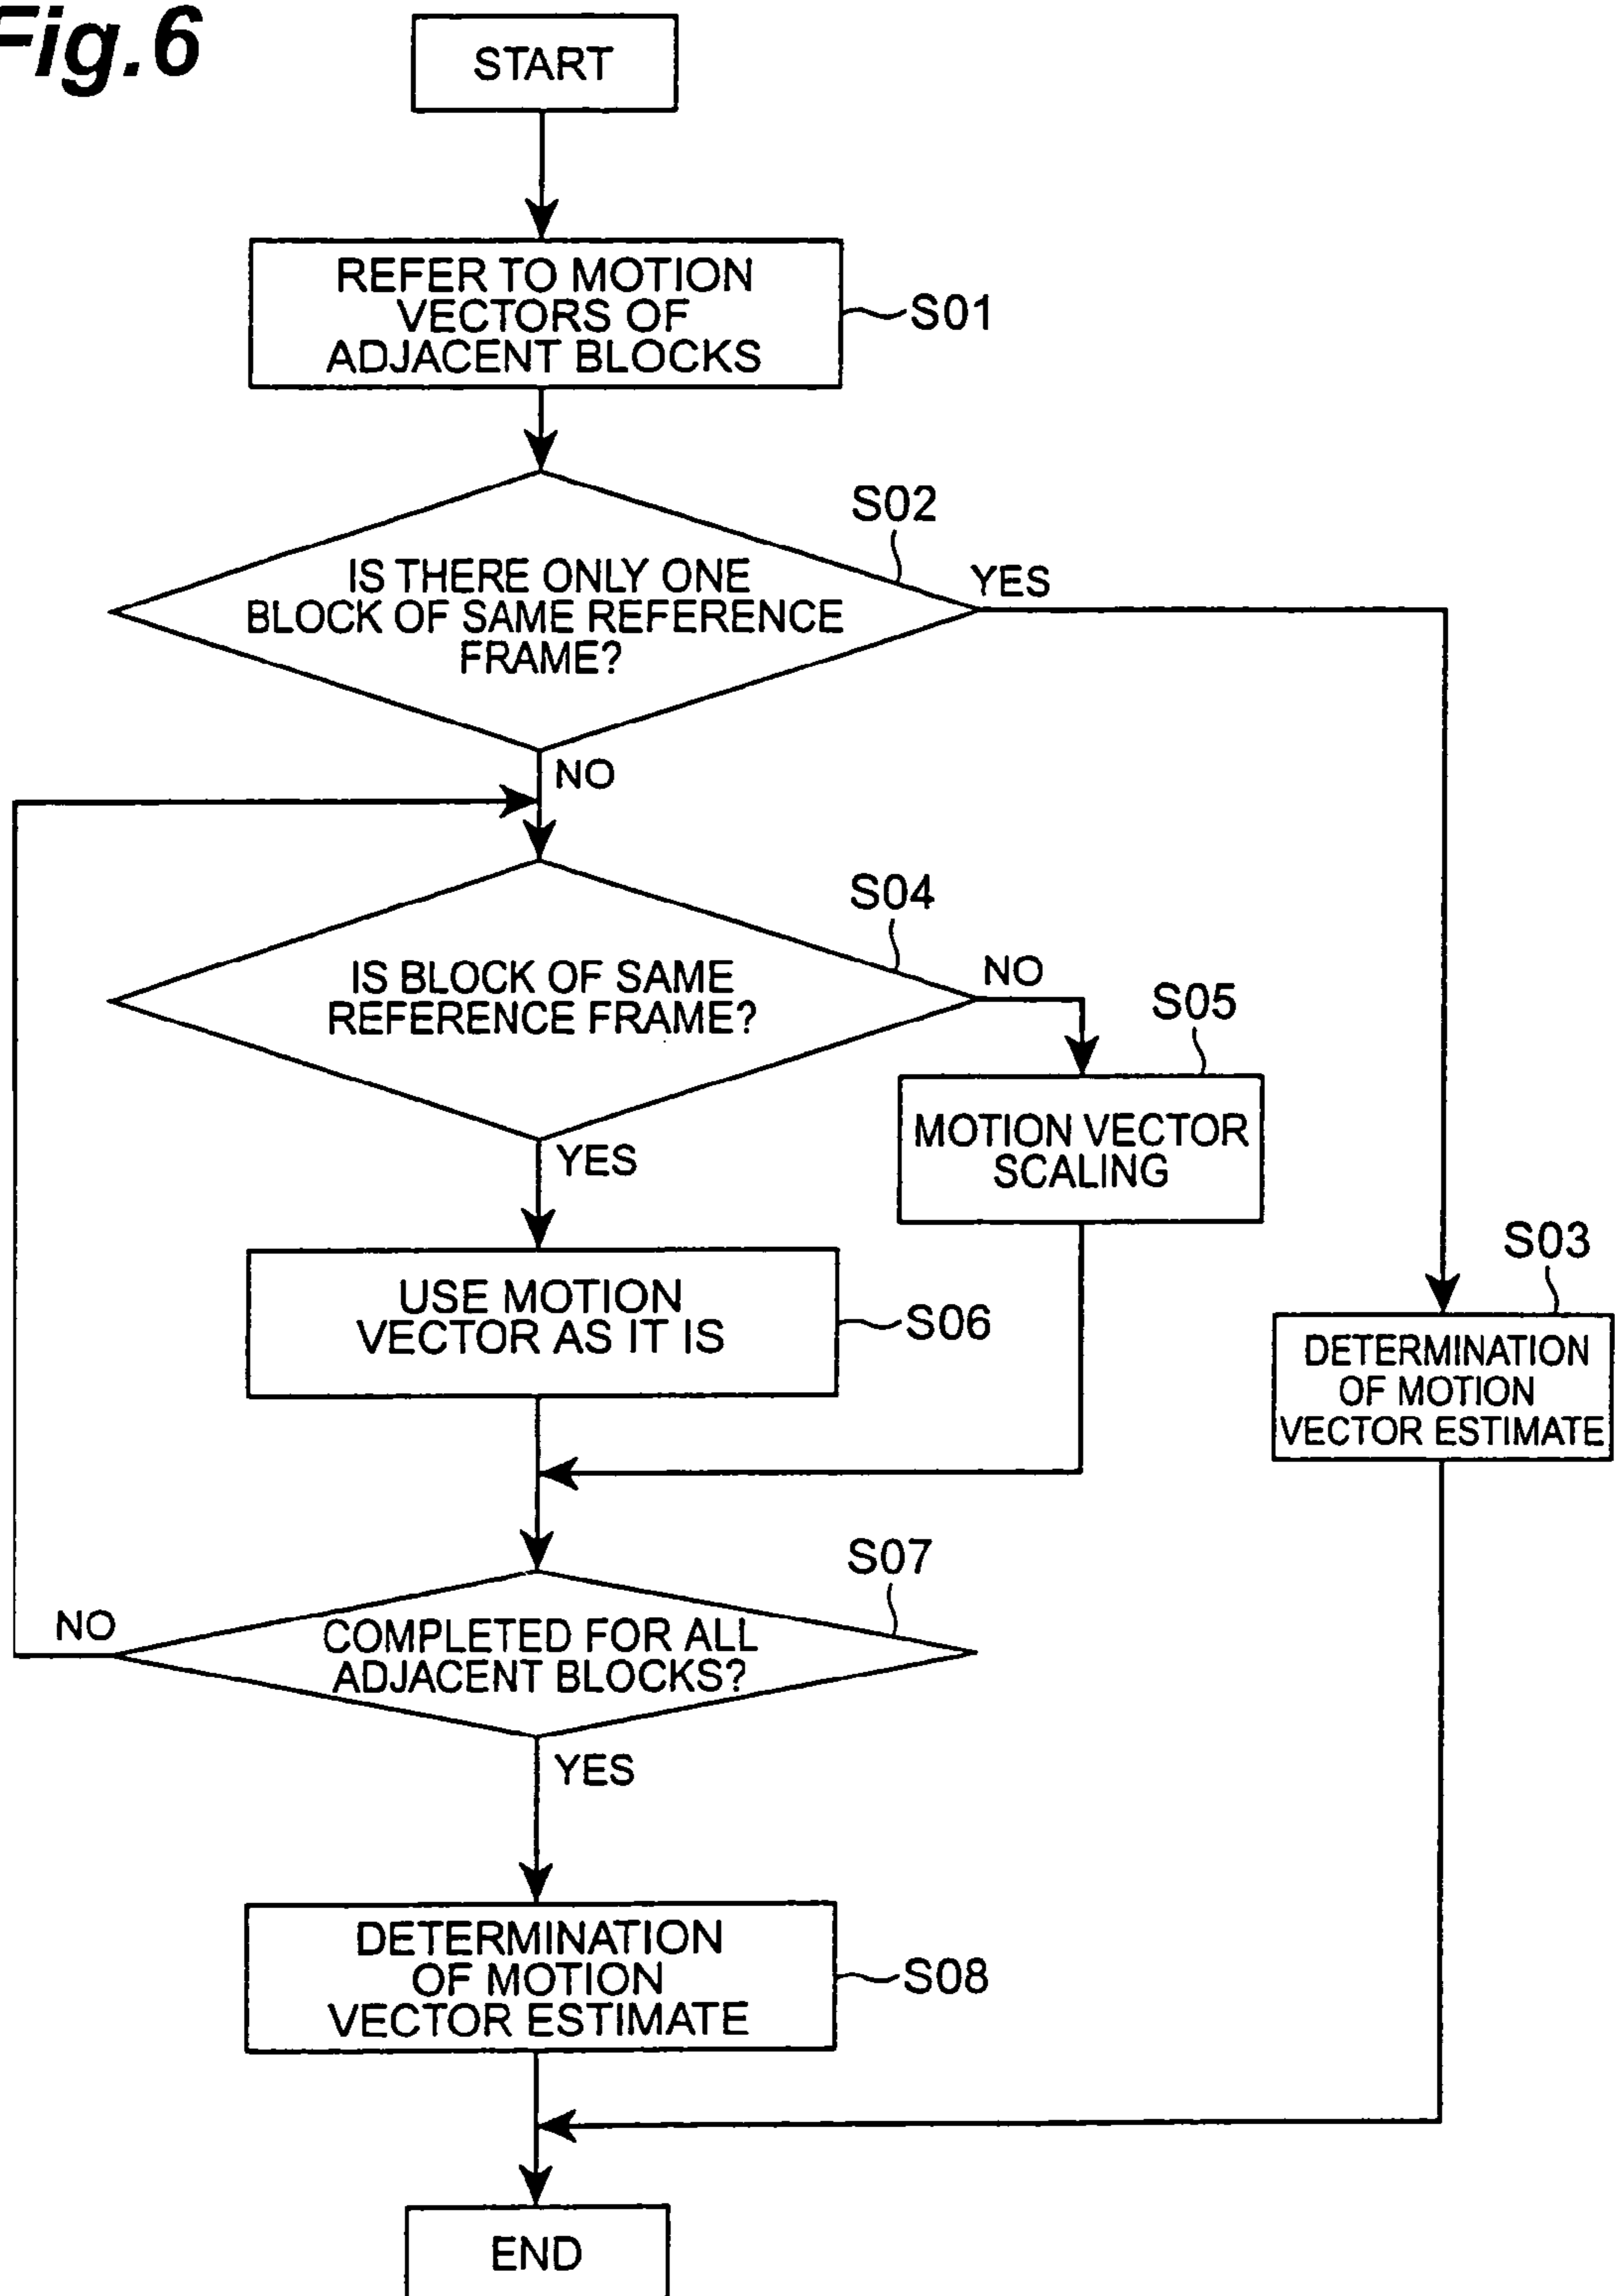 Fig.6
START
REFER TO MOTION
VECTORS OF
ADJACENT BLOCKS
S01
S02
IS THERE ONLY ONE
BLOCK OF SAME REFERENCE
FRAME?
YES
NO
S04
IS BLOCK OF SAME
REFERENCE FRAME?
NO
S05
MOTION VECTOR
SCALING
YES
USE MOTION
VECTOR AS IT IS
S06
S03
DETERMINATION
OF MOTION
VECTOR ESTIMATE
S07
NO
COMPLETED FOR ALL
ADJACENT BLOCKS?
YES
DETERMINATION
OF MOTION
VECTOR ESTIMATE
S08
END